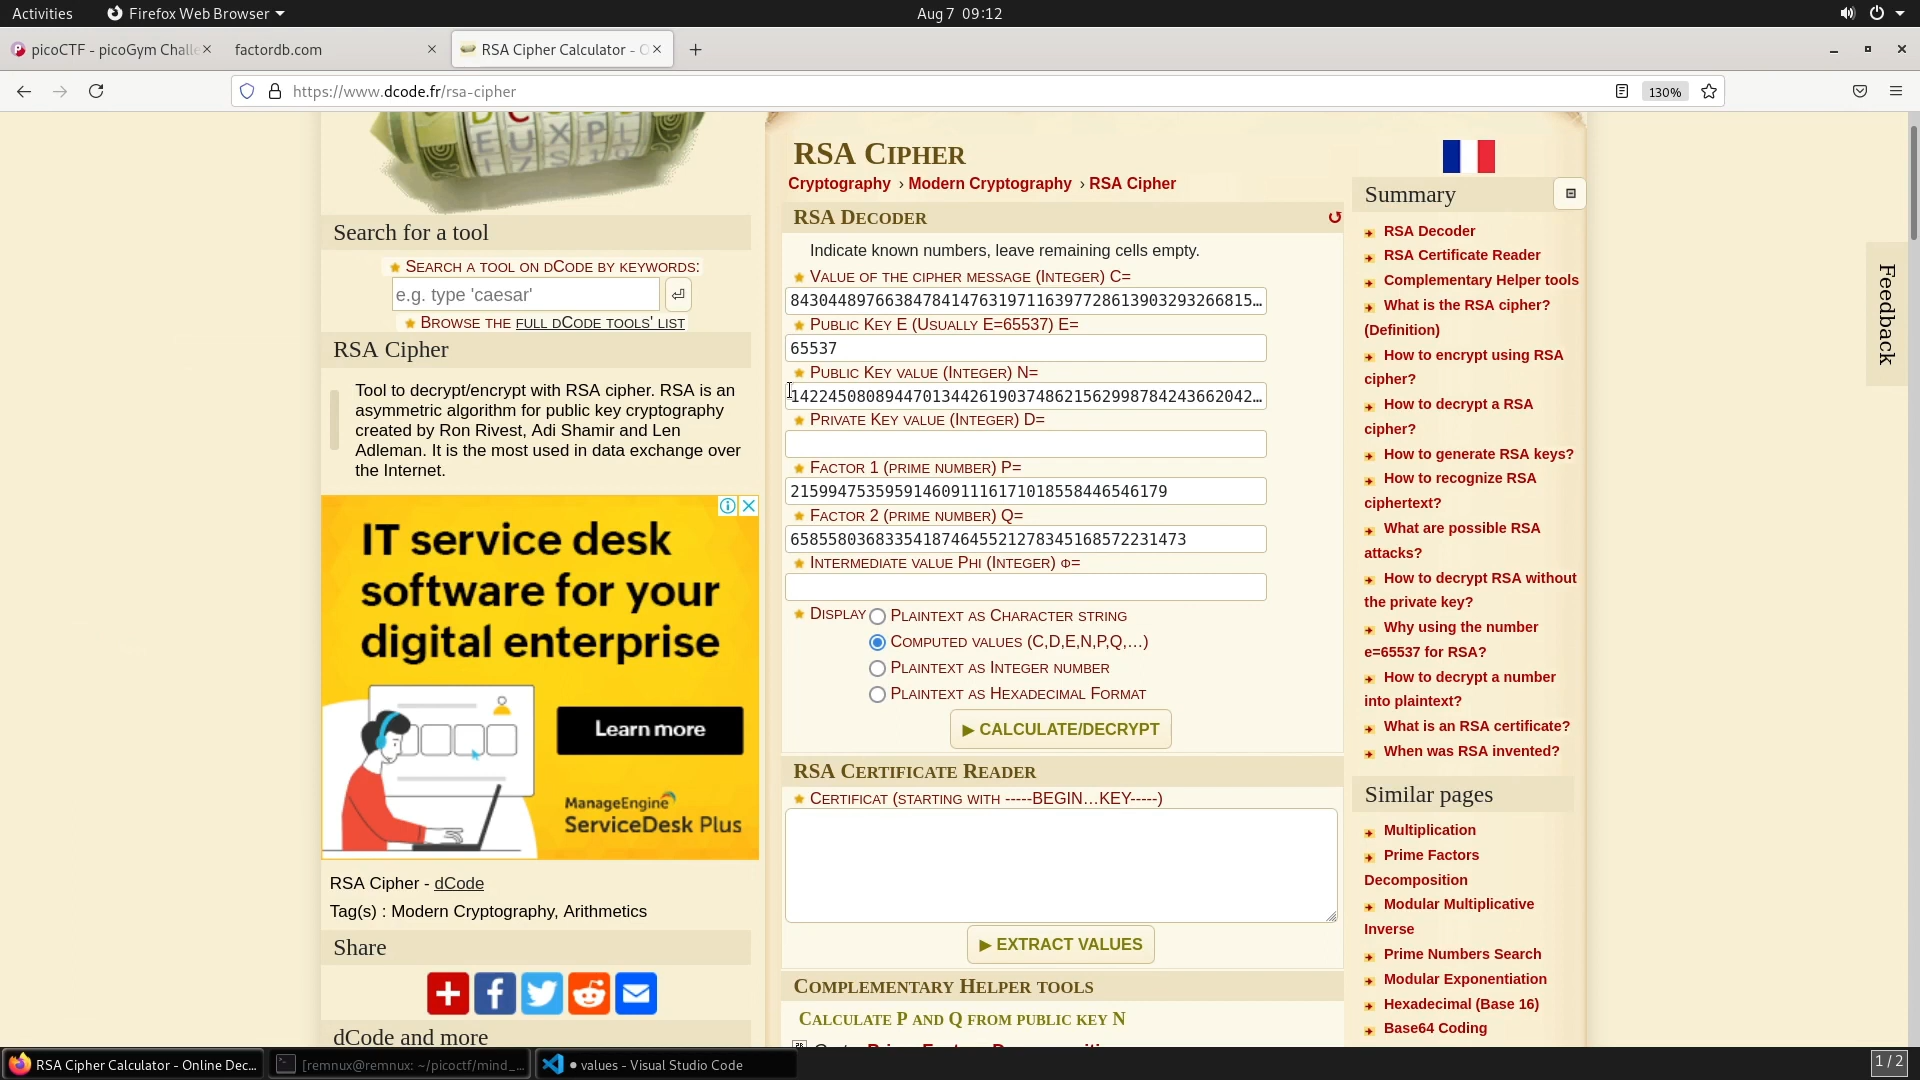 Activities
Firefox Web Browser
Aug 7 09:12
picoCTF - picoGym Challe
factordb.com
RSA Cipher Calculator - O
https://www.dcode.fr/rsa-cipher
130%
EUXPL
Search for a tool
SEARCH A TOOL ON DCODE BY KEYWORDS:
e.g. type 'caesar'
BROWSE THE FULL DCODE TOOLS' LIST
RSA Cipher
Tool to decrypt/encrypt with RSA cipher. RSA is an
asymmetric algorithm for public key cryptography
created by Ron Rivest, Adi Shamir and Len
Adleman. It is the most used in data exchange over
the Internet.
IT service desk
software for your
digital enterprise
Learn more
ManageEngine
ServiceDesk Plus
RSA Cipher - dCode
Tag(s) : Modern Cryptography, Arithmetics
Share
dCode and more
RSA CIPHER
Cryptography › Modern Cryptography › RSA Cipher
RSA DECODER
Indicate known numbers, leave remaining cells empty.
VALUE OF THE CIPHER MESSAGE (INTEGER) C=
8430448976638478414763197116397728613903293266815…
PUBLIC KEY E (USUALLY E=65537) E=
65537
PUBLIC KEY VALUE (INTEGER) N=
1422450808944701344261903748621562998784243662042…
PRIVATE KEY VALUE (INTEGER) D=
FACTOR 1 (PRIME NUMBER) P=
2159947535959146091116171018558446546179
FACTOR 2 (PRIME NUMBER) Q=
658558036833541874645521278345168572231473
INTERMEDIATE VALUE PHI (INTEGER) Φ=
DISPLAY
PLAINTEXT AS CHARACTER STRING
COMPUTED VALUES (C,D,E,N,P,Q,…)
PLAINTEXT AS INTEGER NUMBER
PLAINTEXT AS HEXADECIMAL FORMAT
▶ CALCULATE/DECRYPT
RSA CERTIFICATE READER
CERTIFICAT (STARTING WITH -----BEGIN…KEY-----)
▶ EXTRACT VALUES
COMPLEMENTARY HELPER TOOLS
CALCULATE P AND Q FROM PUBLIC KEY N
Summary
RSA Decoder
RSA Certificate Reader
Complementary Helper tools
What is the RSA cipher?
(Definition)
How to encrypt using RSA
cipher?
How to decrypt a RSA
cipher?
How to generate RSA keys?
How to recognize RSA
ciphertext?
What are possible RSA
attacks?
How to decrypt RSA without
the private key?
Why using the number
e=65537 for RSA?
How to decrypt a number
into plaintext?
What is an RSA certificate?
When was RSA invented?
Similar pages
Multiplication
Prime Factors
Decomposition
Modular Multiplicative
Inverse
Prime Numbers Search
Modular Exponentiation
Hexadecimal (Base 16)
Base64 Coding
Feedback
RSA Cipher Calculator - Online Dec…
[remnux@remnux: ~/picoctf/mind_…
● values - Visual Studio Code
1 / 2